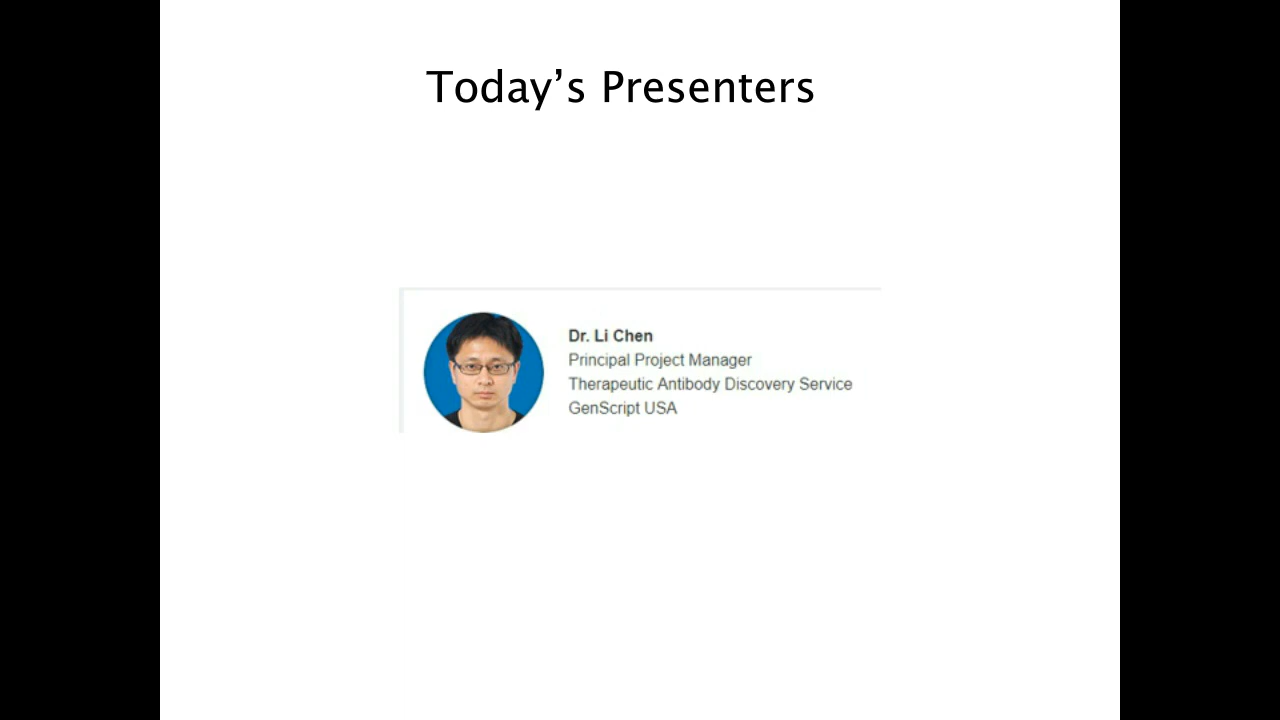 Today’s Presenters
Dr. Li Chen
Principal Project Manager
Therapeutic Antibody Discovery Service
GenScript USA